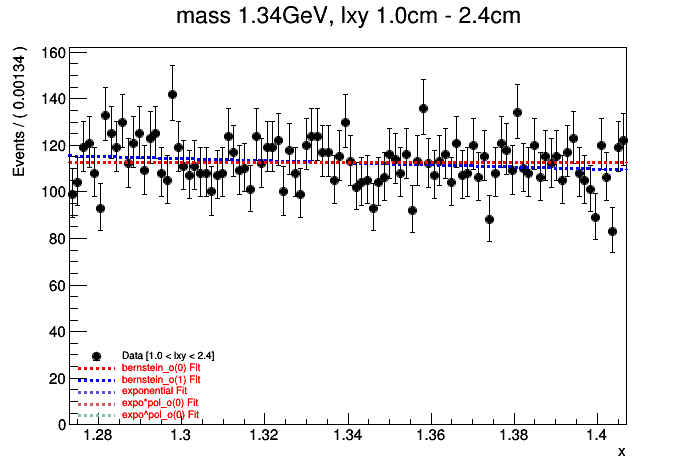 mass 1.34GeV, lxy 1.0cm - 2.4cm
Events / ( 0.00134 )
160
140
120
100
80
60
40
20
0
Data [1.0 < lxy < 2.4]
bernstein_o(0) Fit
bernstein_o(1) Fit
exponential Fit
expo*pol_o(0) Fit
expo^pol_o(0) Fit
1.28 1.3 1.32 1.34 1.36 1.38 1.4
x